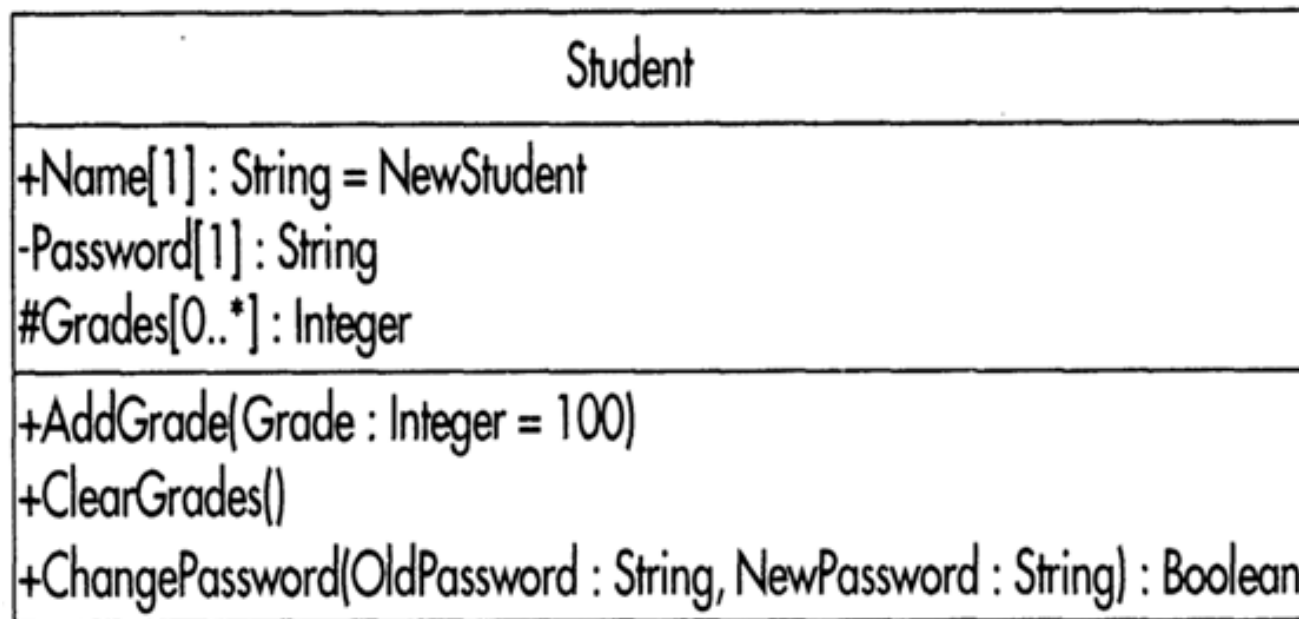 Student
+Name[1] : String = NewStudent
-Password[1] : String
#Grades[0..*] : Integer
+AddGrade(Grade : Integer = 100)
+ClearGrades()
+ChangePassword(OldPassword : String, NewPassword : String) : Boolean